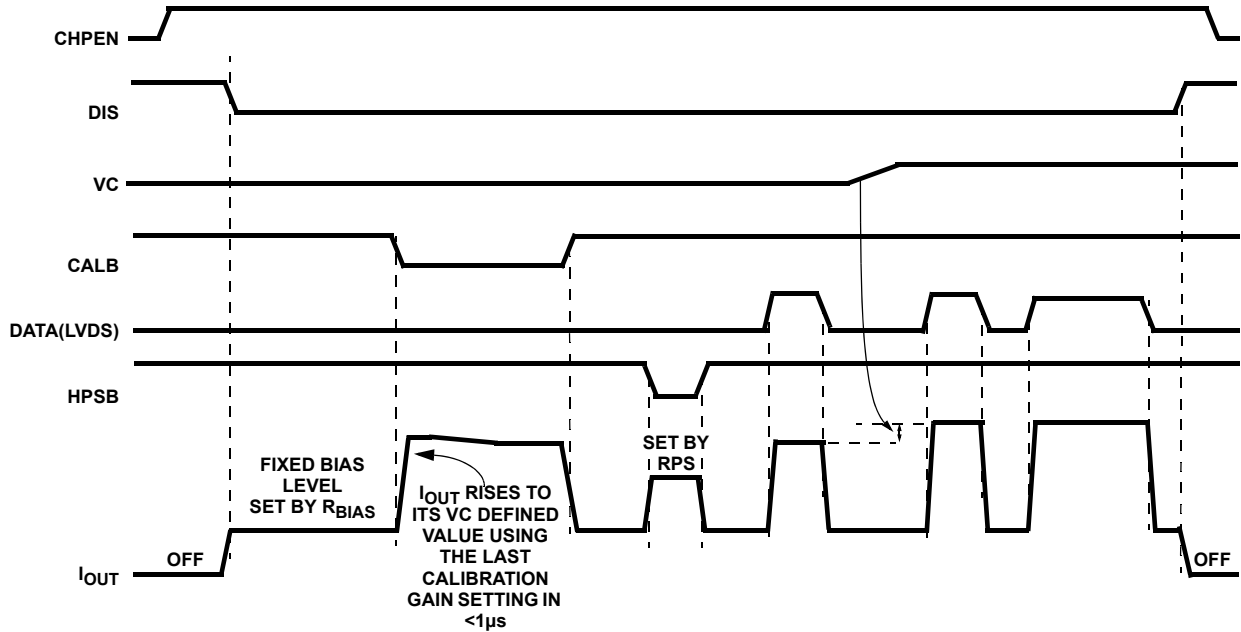 CHPEN
DIS
VC
CALB
DATA(LVDS)
HPSB
SET BY
RPS
FIXED BIAS
LEVEL
SET BY RBIAS
IOUT RISES TO
ITS VC DEFINED
VALUE USING
THE LAST
CALIBRATION
GAIN SETTING IN
<1µs
OFF
OFF
IOUT